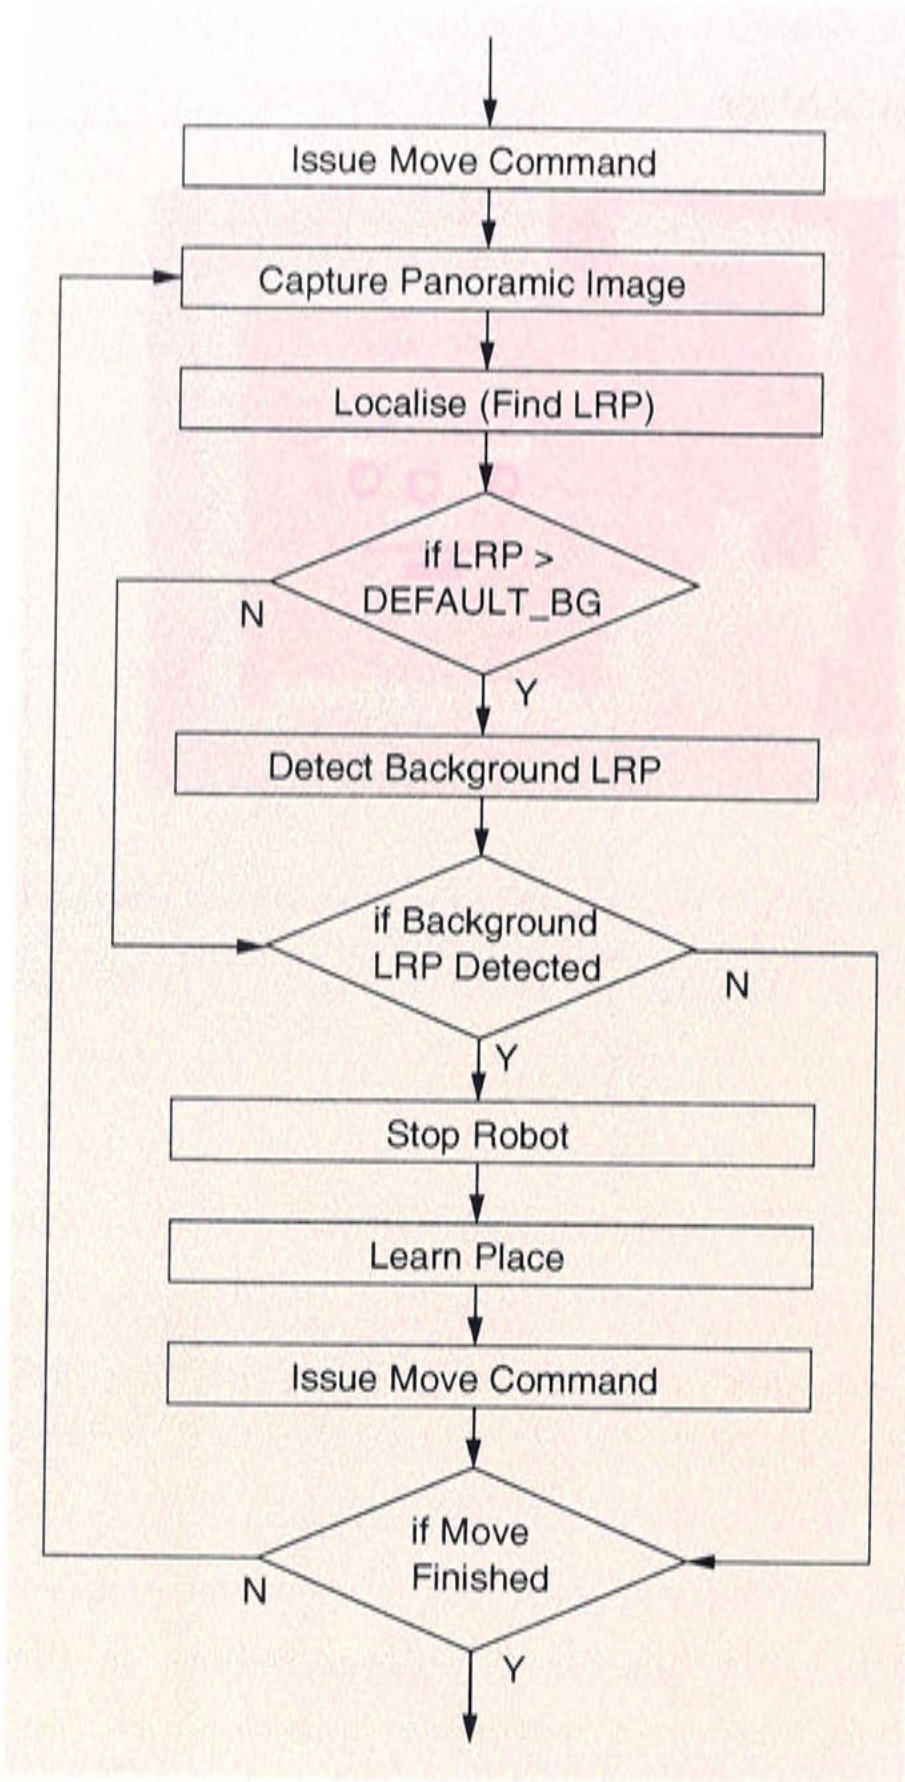 Issue Move Command
Capture Panoramic Image
Localise (Find LRP)
if LRP >
DEFAULT_BG
N
Y
Detect Background LRP
if Background
LRP Detected
N
Y
Stop Robot
Learn Place
Issue Move Command
if Move
Finished
N
Y